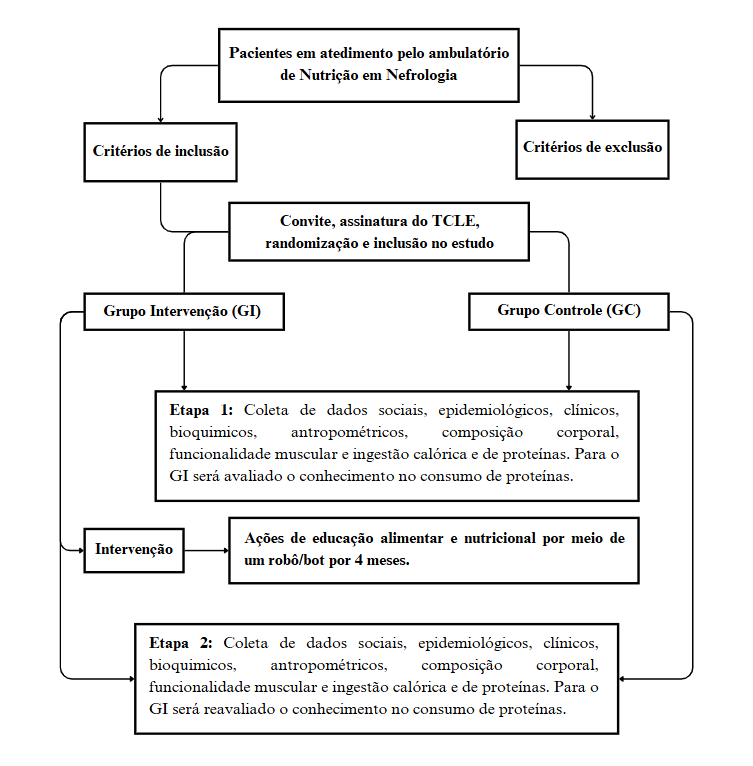 Pacientes em atedimento pelo ambulatório
de Nutrição em Nefrologia
Critérios de inclusão
Critérios de exclusão
Convite, assinatura do TCLE,
randomização e inclusão no estudo
Grupo Intervenção (GI)
Grupo Controle (GC)
Etapa 1: Coleta de dados sociais, epidemiológicos, clínicos,
bioquimicos, antropométricos, composição corporal,
funcionalidade muscular e ingestão calórica e de proteínas. Para o
GI será avaliado o conhecimento no consumo de proteínas.
Intervenção
Ações de educação alimentar e nutricional por meio de
um robô/bot por 4 meses.
Etapa 2: Coleta de dados sociais, epidemiológicos, clínicos,
bioquimicos, antropométricos, composição corporal,
funcionalidade muscular e ingestão calórica e de proteínas. Para o
GI será reavaliado o conhecimento no consumo de proteínas.